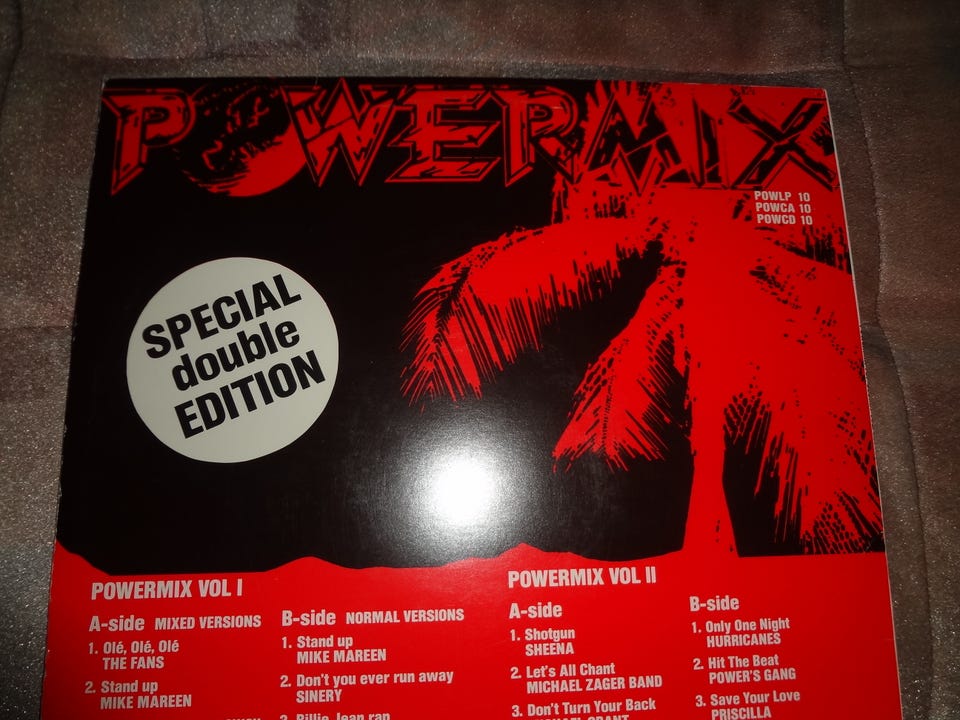 POWERMIX
POWLP 10
POWCA 10
POWCD 10
SPECIAL
double
EDITION
POWERMIX VOL I
A-side MIXED VERSIONS
1. Olé, Olé, Olé
THE FANS
2. Stand up
MIKE MAREEN
B-side NORMAL VERSIONS
1. Stand up
MIKE MAREEN
2. Don't you ever run away
SINERY
3. Billie Jean rap
POWERMIX VOL II
A-side
1. Shotgun
SHEENA
2. Let's All Chant
MICHAEL ZAGER BAND
3. Don't Turn Your Back
B-side
1. Only One Night
HURRICANES
2. Hit The Beat
POWER'S GANG
3. Save Your Love
PRISCILLA